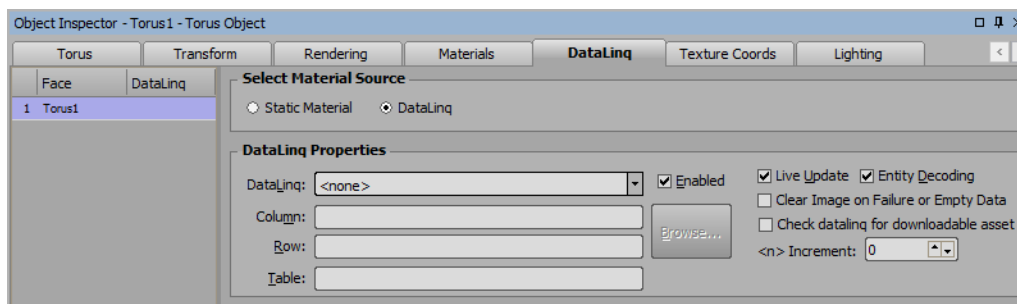 Object Inspector - Torus1 - Torus Object
Torus Transform Rendering Materials DataLinq Texture Coords Lighting
Face DataLinq
1 Torus1
Select Material Source
Static Material DataLinq
DataLinq Properties
DataLinq: <none> Enabled Live Update Entity Decoding
Clear Image on Failure or Empty Data
Column: Browse... Check datalinq for downloadable asset
Row: <n> Increment: 0
Table: